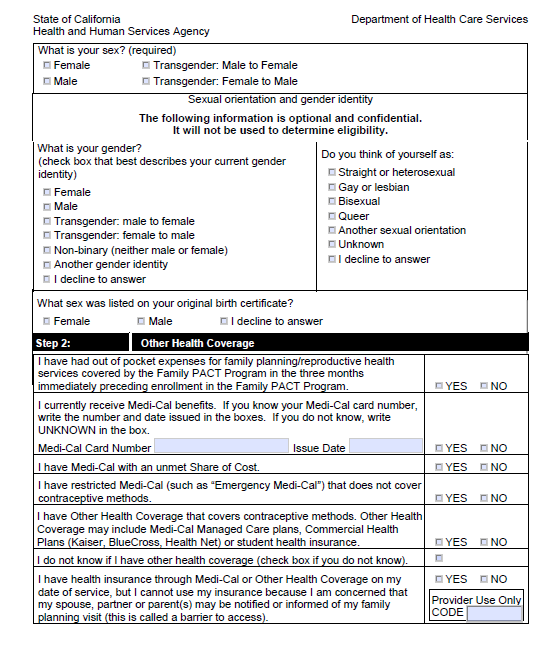 State of California
Department of Health Care Services
Health and Human Services Agency
What is your sex? (required)
Female
Transgender: Male to Female
Male
Transgender: Female to Male
Sexual orientation and gender identity
The following information is optional and confidential.
It will not be used to determine eligibility.
What is your gender?
(check box that best describes your current gender
identity)
Female
Male
Transgender: male to female
Transgender: female to male
Non-binary (neither male or female)
Another gender identity
I decline to answer
Do you think of yourself as:
Straight or heterosexual
Gay or lesbian
Bisexual
Queer
Another sexual orientation
Unknown
I decline to answer
What sex was listed on your original birth certificate?
Female Male I decline to answer
Step 2: Other Health Coverage
I have had out of pocket expenses for family planning/reproductive health
services covered by the Family PACT Program in the three months
immediately preceding enrollment in the Family PACT Program. YES NO
I currently receive Medi-Cal benefits. If you know your Medi-Cal card number,
write the number and date issued in the boxes. If you do not know, write
UNKNOWN in the box.
Medi-Cal Card Number Issue Date YES NO
I have Medi-Cal with an unmet Share of Cost. YES NO
I have restricted Medi-Cal (such as “Emergency Medi-Cal”) that does not cover
contraceptive methods. YES NO
I have Other Health Coverage that covers contraceptive methods. Other Health
Coverage may include Medi-Cal Managed Care plans, Commercial Health
Plans (Kaiser, BlueCross, Health Net) or student health insurance. YES NO
I do not know if I have other health coverage (check box if you do not know).
I have health insurance through Medi-Cal or Other Health Coverage on my YES NO
date of service, but I cannot use my insurance because I am concerned that
my spouse, partner or parent(s) may be notified or informed of my family
planning visit (this is called a barrier to access).
Provider Use Only
CODE